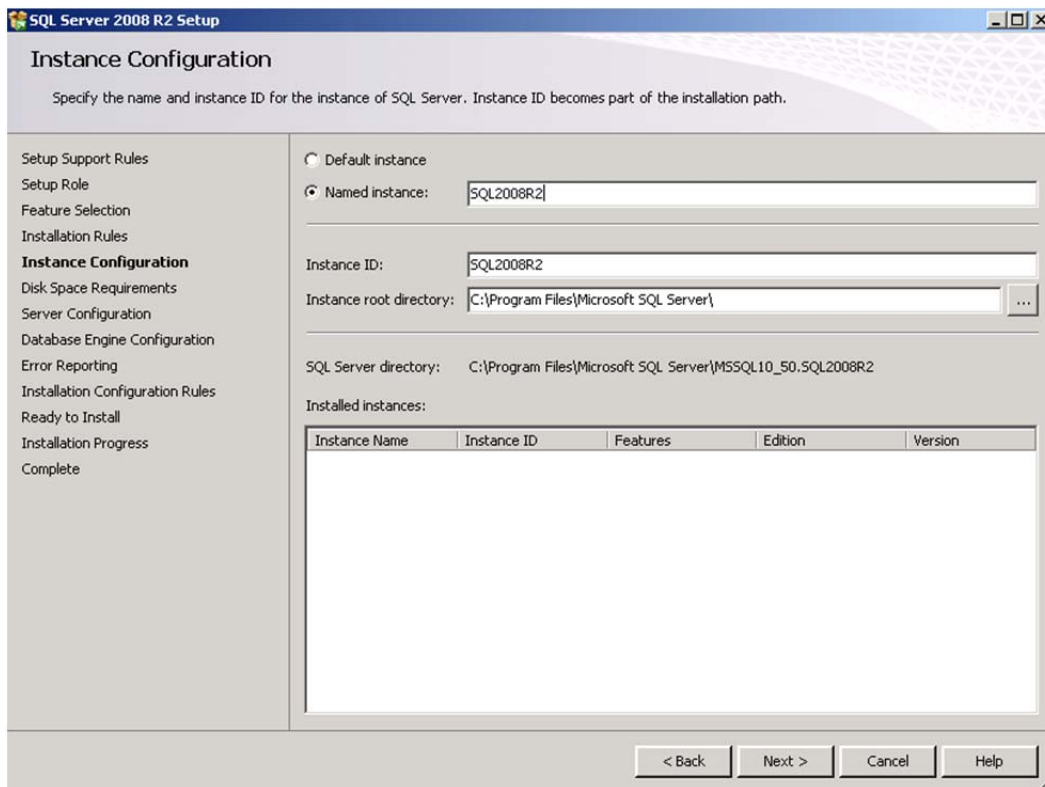 SQL Server 2008 R2 Setup
Instance Configuration
Specify the name and instance ID for the instance of SQL Server. Instance ID becomes part of the installation path.
Setup Support Rules
Setup Role
Feature Selection
Installation Rules
Instance Configuration
Disk Space Requirements
Server Configuration
Database Engine Configuration
Error Reporting
Installation Configuration Rules
Ready to Install
Installation Progress
Complete
Default instance
Named instance: SQL2008R2
Instance ID: SQL2008R2
Instance root directory: C:\Program Files\Microsoft SQL Server\ ...
SQL Server directory: C:\Program Files\Microsoft SQL Server\MSSQL10_50.SQL2008R2
Installed instances:
Instance Name Instance ID Features Edition Version
< Back Next > Cancel Help